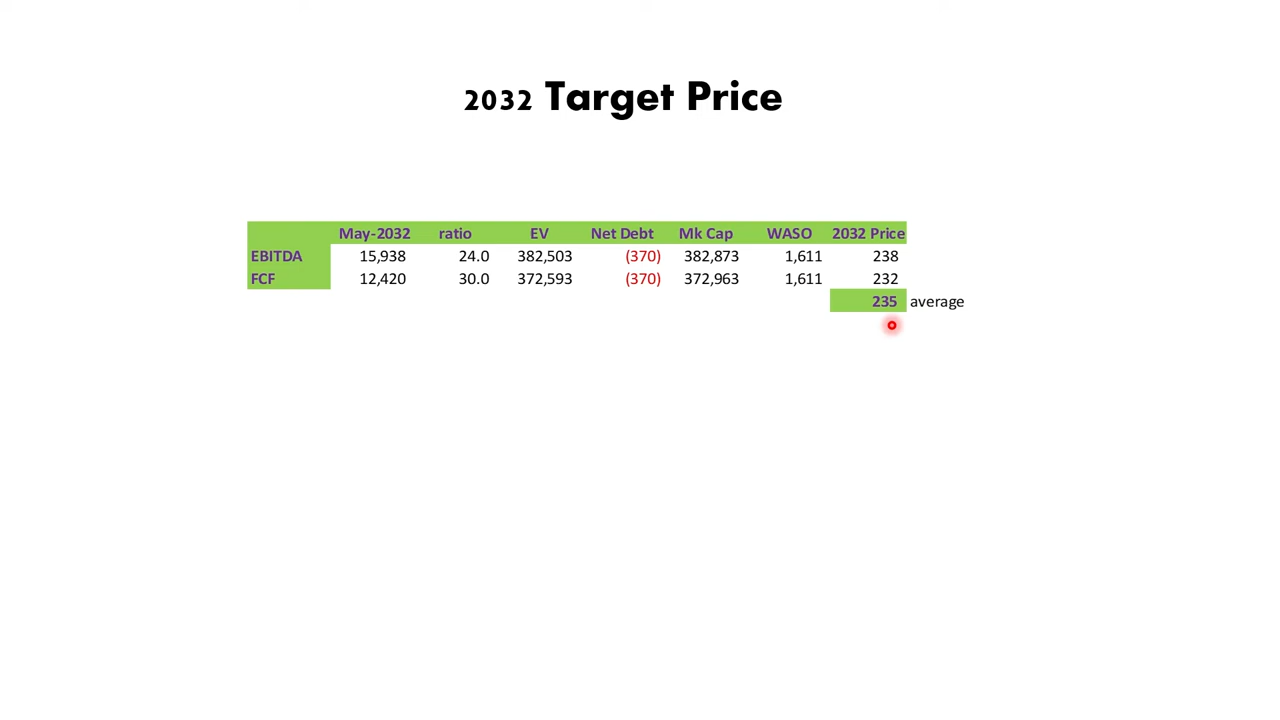 2032 Target Price
May-2032 ratio EV Net Debt Mk Cap WASO 2032 Price
EBITDA 15,938 24.0 382,503 (370) 382,873 1,611 238
FCF 12,420 30.0 372,593 (370) 372,963 1,611 232
235 average